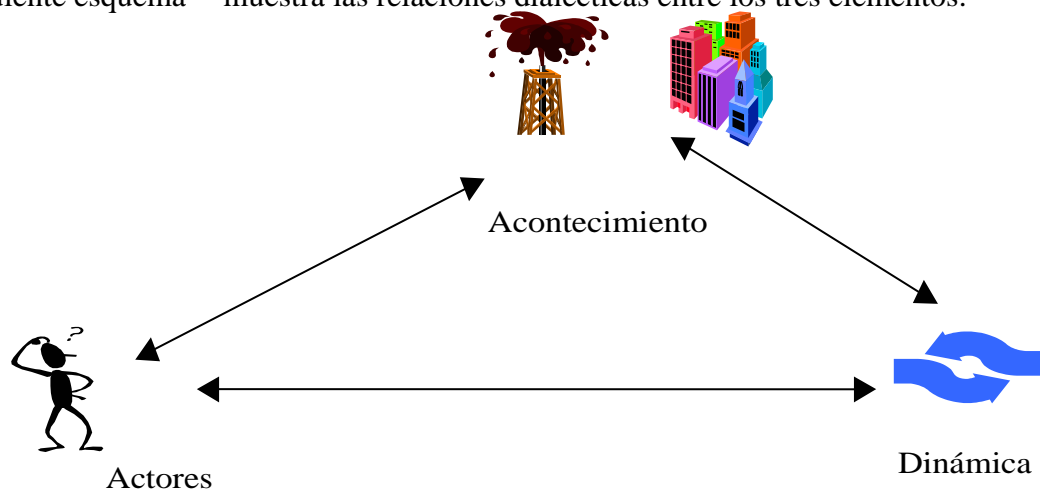 esquema muestra las relaciones dialécticas entre los tres elementos:
?
Acontecimiento
Actores
Dinámica